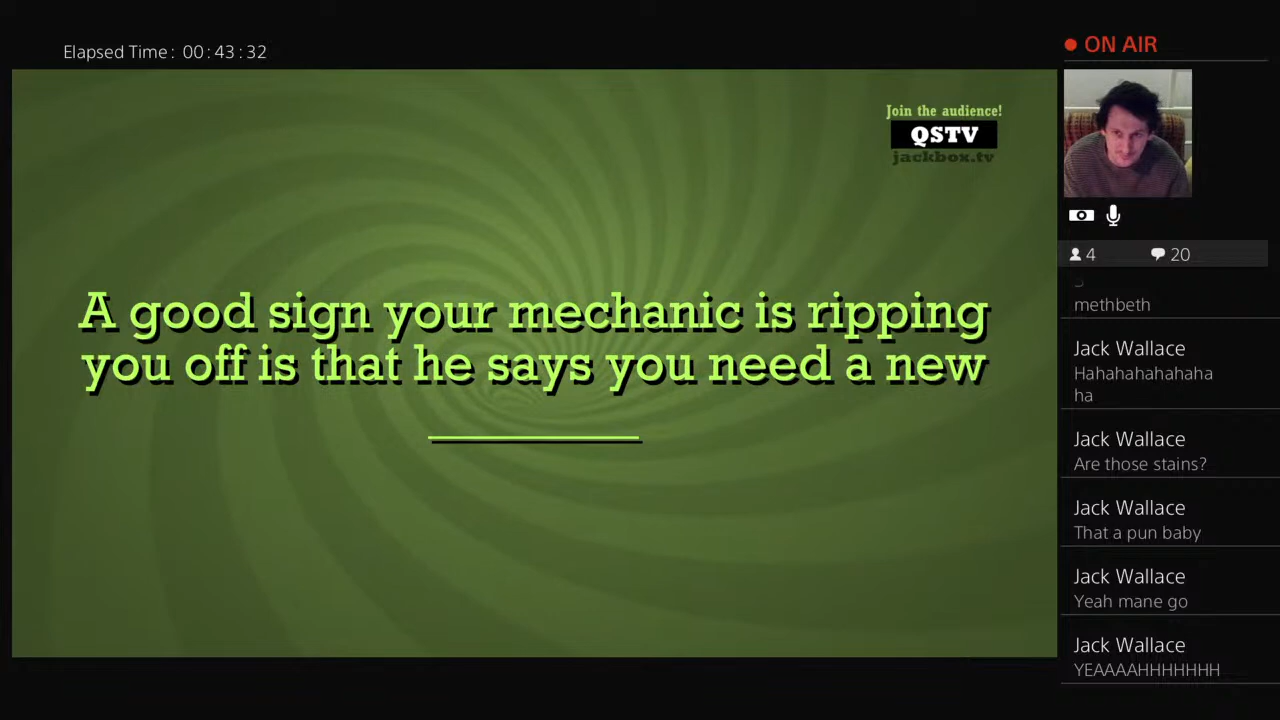 Elapsed Time: 00:43:32
ON AIR
Join the audience!
QSTV
jackbox.tv
A good sign your mechanic is ripping
you off is that he says you need a new
4
20
methbeth
Jack Wallace
Hahahahahahaha
ha
Jack Wallace
Are those stains?
Jack Wallace
That a pun baby
Jack Wallace
Yeah mane go
Jack Wallace
YEAAAAHHHHHHH